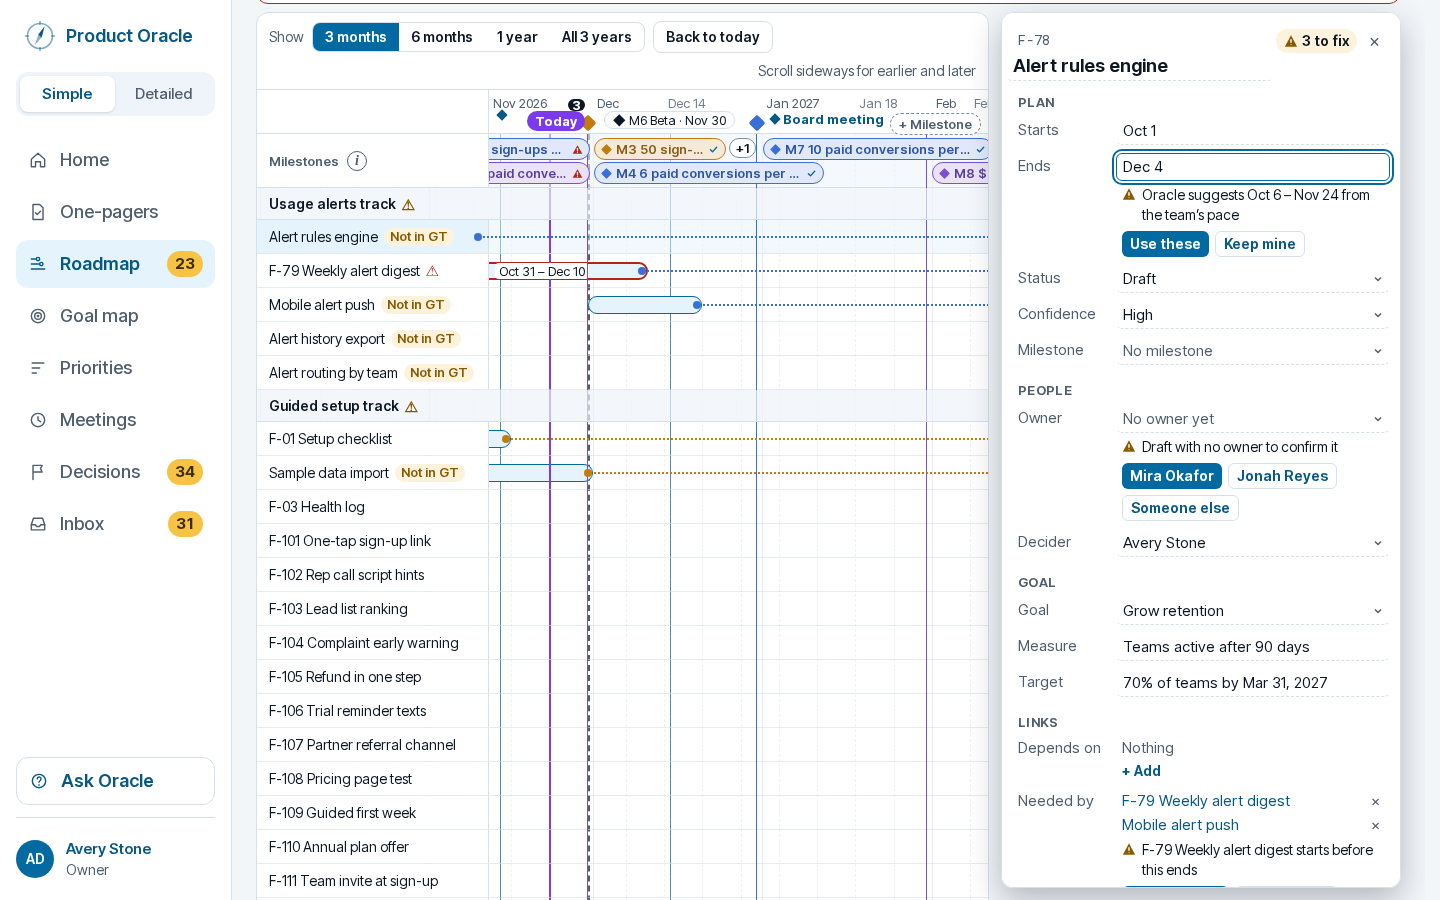 Product Oracle
Simple
Detailed
Home
One-pagers
Roadmap
23
Goal map
Priorities
Meetings
Decisions
34
Inbox
31
Ask Oracle
AD
Avery Stone
Owner
Show
3 months
6 months
1 year
All 3 years
Back to today
Scroll sideways for earlier and later
Nov 2026
3
Dec
Dec 14
Jan 2027
Jan 18
Feb
Fe
Today
M6 Beta · Nov 30
Board meeting
+ Milestone
Milestones
i
sign-ups ...
M3 50 sign-...
+1
M7 10 paid conversions per...
paid conve...
M4 6 paid conversions per ...
M8 $
Usage alerts track
Alert rules engine
Not in GT
F-79 Weekly alert digest
Oct 31 – Dec 10
Mobile alert push
Not in GT
Alert history export
Not in GT
Alert routing by team
Not in GT
Guided setup track
F-01 Setup checklist
Sample data import
Not in GT
F-03 Health log
F-101 One-tap sign-up link
F-102 Rep call script hints
F-103 Lead list ranking
F-104 Complaint early warning
F-105 Refund in one step
F-106 Trial reminder texts
F-107 Partner referral channel
F-108 Pricing page test
F-109 Guided first week
F-110 Annual plan offer
F-111 Team invite at sign-up
F-78
3 to fix
×
Alert rules engine
PLAN
Starts
Oct 1
Ends
Dec 4
Oracle suggests Oct 6 – Nov 24 from
the team's pace
Use these
Keep mine
Status
Draft
Confidence
High
Milestone
No milestone
PEOPLE
Owner
No owner yet
Draft with no owner to confirm it
Mira Okafor
Jonah Reyes
Someone else
Decider
Avery Stone
GOAL
Goal
Grow retention
Measure
Teams active after 90 days
Target
70% of teams by Mar 31, 2027
LINKS
Depends on
Nothing
+ Add
Needed by
F-79 Weekly alert digest
×
Mobile alert push
×
F-79 Weekly alert digest starts before
this ends